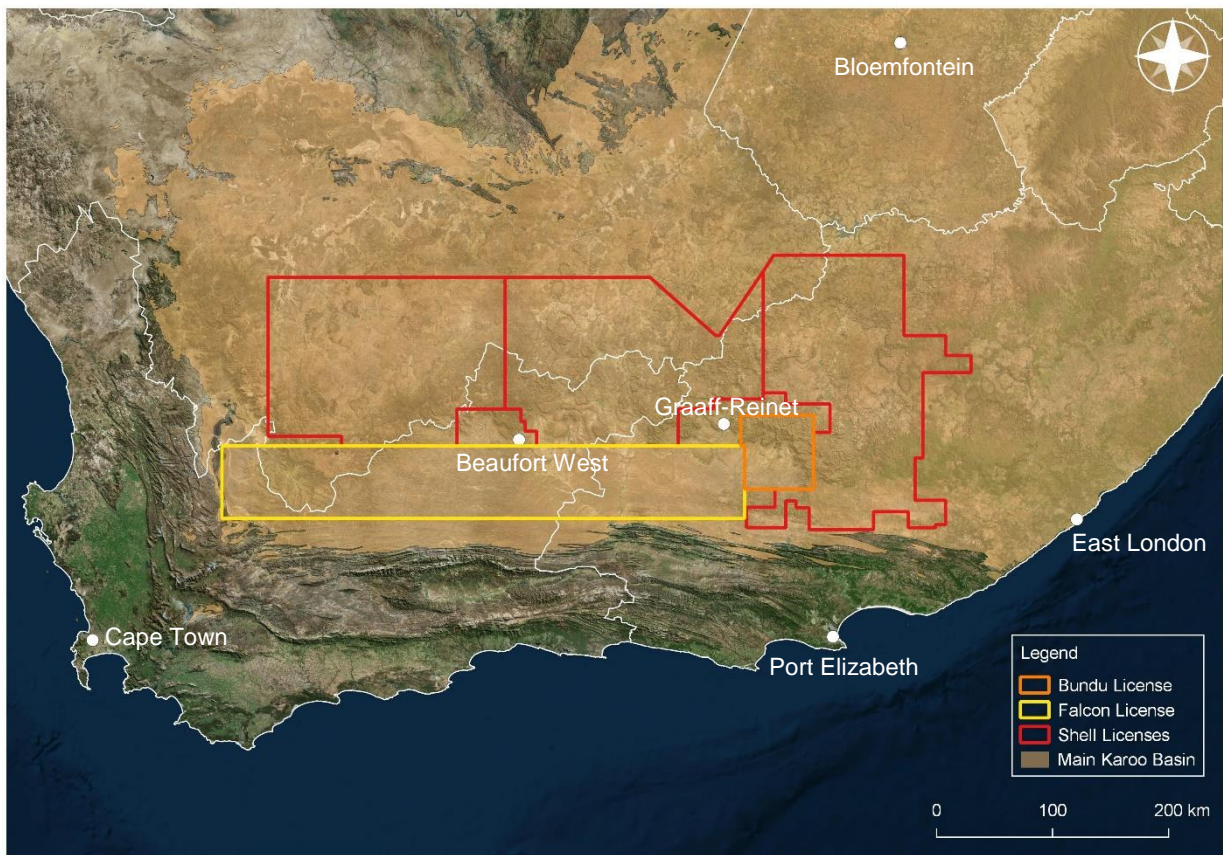 Bloemfontein
Graaff-Reinet
Beaufort West
East London
Cape Town
Port Elizabeth
Legend
Bundu License
Falcon License
Shell Licenses
Main Karoo Basin
0 100 200 km